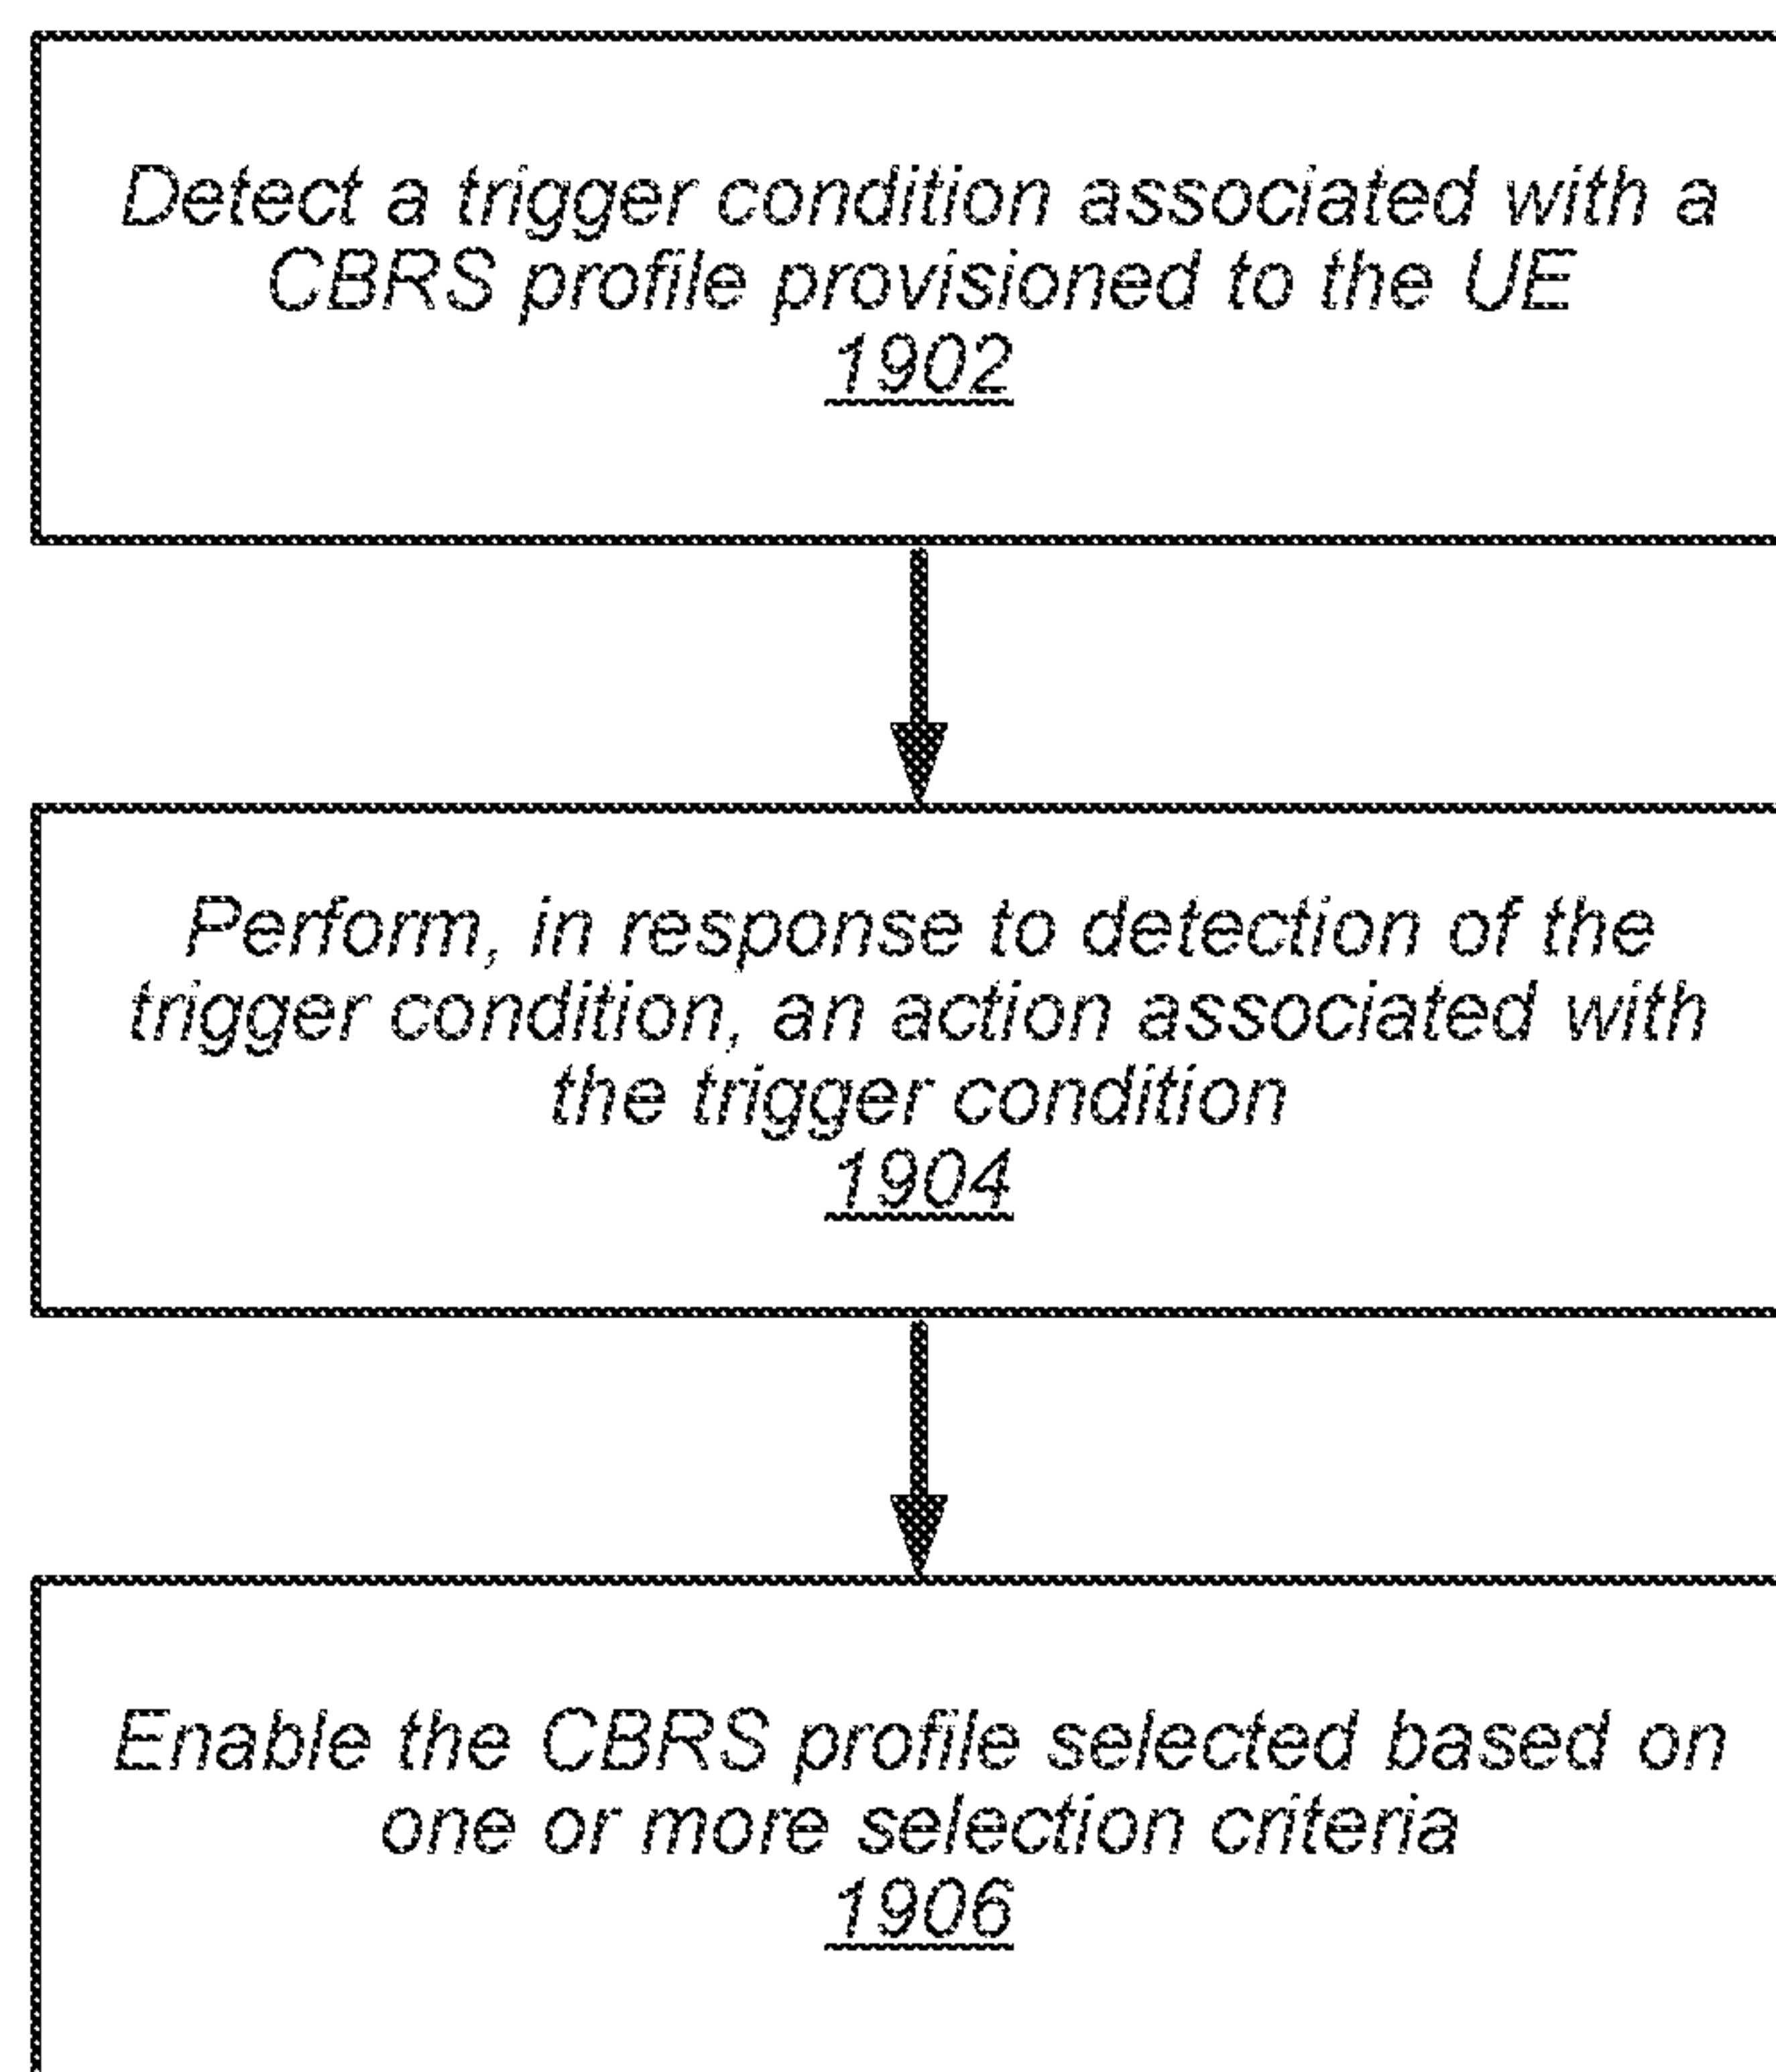 Detect a trigger condition associated with a
CBRS profile provisioned to the UE
1902
Perform, in response to detection of the
trigger condition, an action associated with
the trigger condition
1904
Enable the CBRS profile selected based on
one or more selection criteria
1906